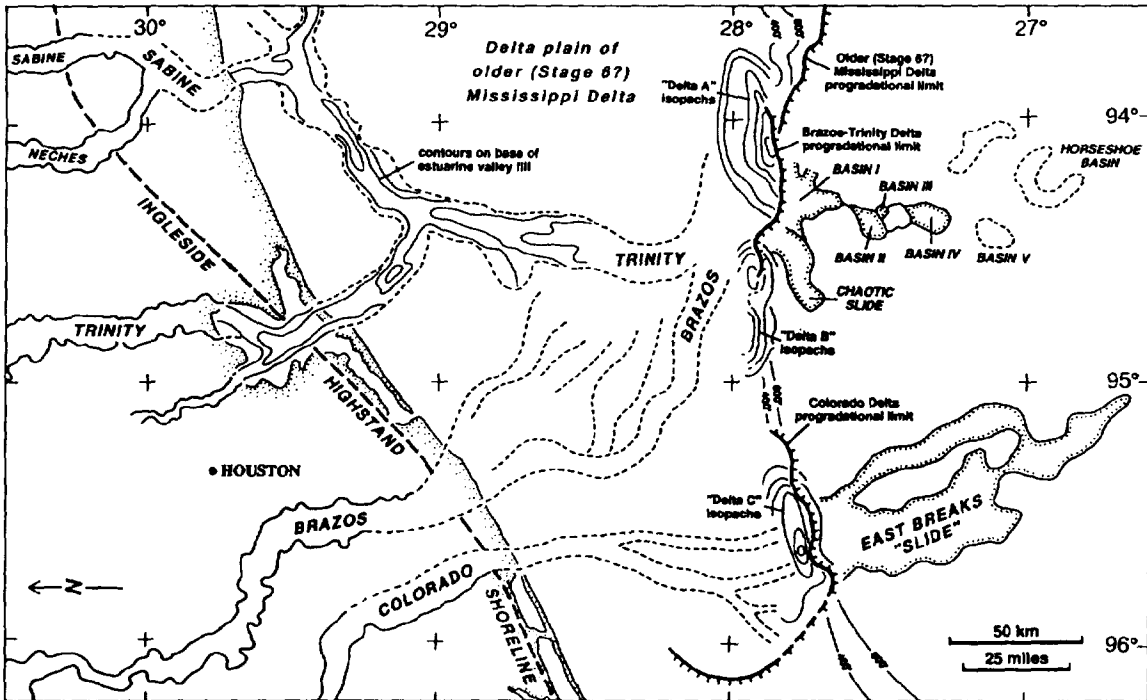 30°
29°
28°
27°
SABINE
SABINE
Delta plain of
older (Stage 6?)
Mississippi Delta
"Delta A"
isopachs
Older (Stage 6?)
Mississippi Delta
progradational limit
94°
Brazos-Trinity Delta
progradational limit
NECHES
contours on base of
estuarine valley fill
BASIN I
BASIN III
HORSESHOE
BASIN
INGLESIDE
BASIN II
BASIN IV
BASIN V
TRINITY
BRAZOS
CHAOTIC
SLIDE
TRINITY
"Delta B"
isopachs
HIGHSTAND
95°
Colorado Delta
progradational limit
HOUSTON
"Delta C"
isopachs
BRAZOS
EAST BREAKS
"SLIDE"
N
COLORADO
SHORELINE
50 km
25 miles
96°